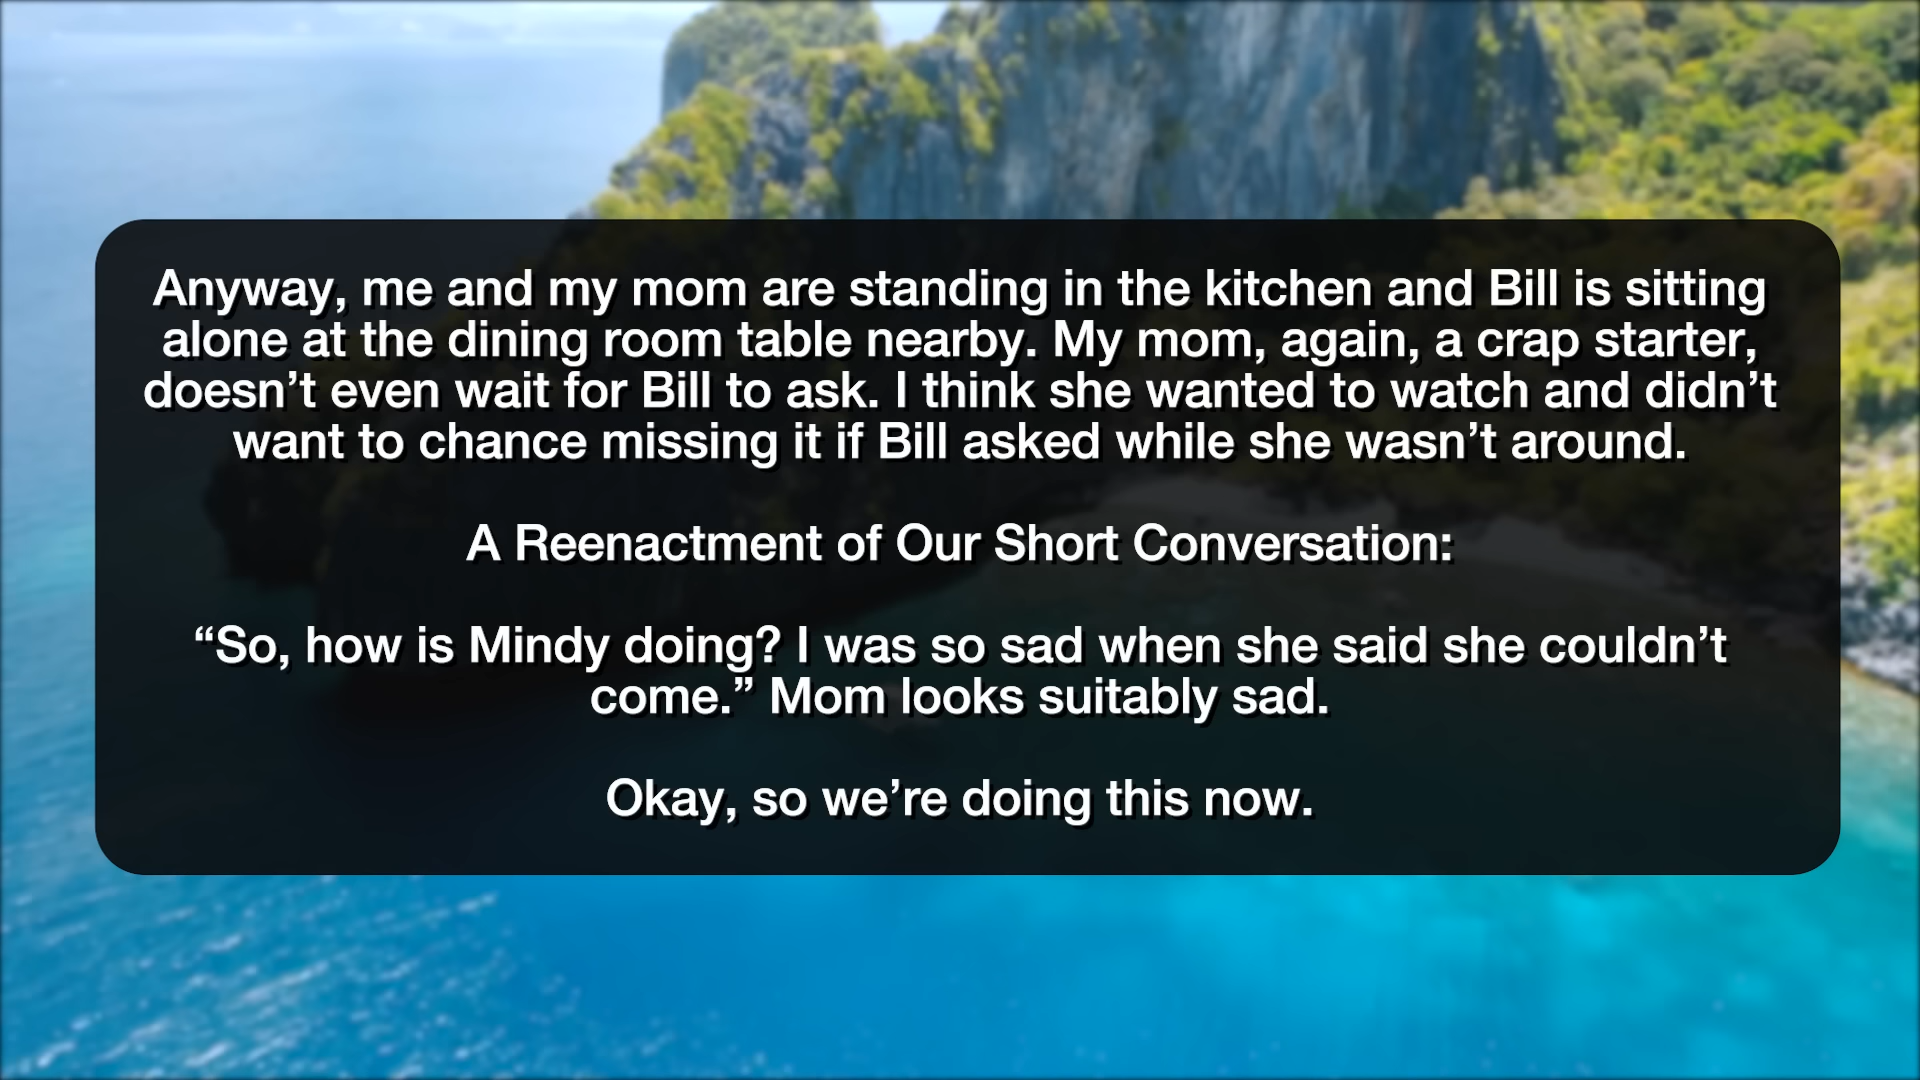 Anyway, me and my mom are standing in the kitchen and Bill is sitting
alone at the dining room table nearby. My mom, again, a crap starter,
doesn’t even wait for Bill to ask. I think she wanted to watch and didn’t
want to chance missing it if Bill asked while she wasn’t around.
A Reenactment of Our Short Conversation:
“So, how is Mindy doing? I was so sad when she said she couldn’t
come.” Mom looks suitably sad.
Okay, so we’re doing this now.